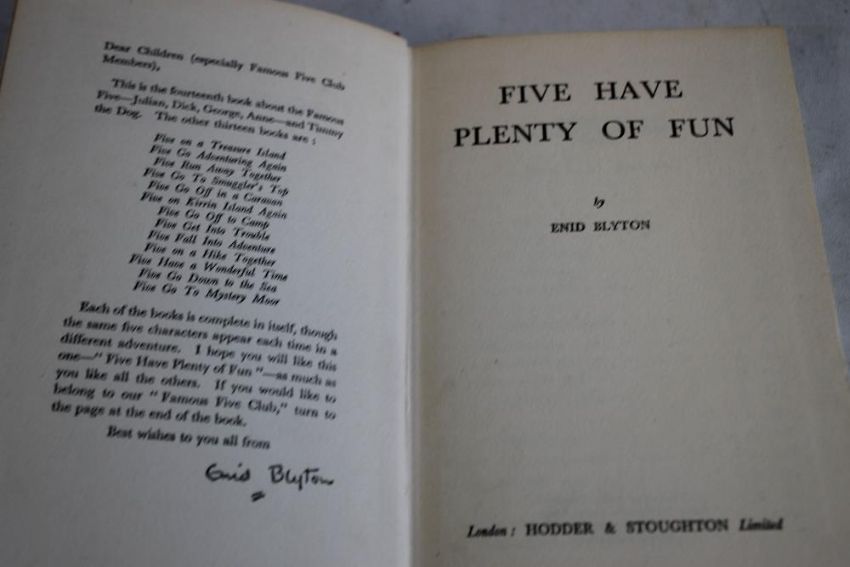 Dear Children (especially Famous Five Club
Members),
This is the fourteenth book about the Famous
Five—Julian, Dick, George, Anne—and Timmy
the Dog. The other thirteen books are :
Five on a Treasure Island
Five Go Adventuring Again
Five Run Away Together
Five Go To Smuggler's Top
Five Go Off in a Caravan
Five on Kirrin Island Again
Five Go Off to Camp
Five Get Into Trouble
Five Fall Into Adventure
Five on a Hike Together
Five Have a Wonderful Time
Five Go Down to the Sea
Five Go To Mystery Moor
Each of the books is complete in itself, though
the same five characters appear each time in a
different adventure. I hope you will like this
one—" Five Have Plenty of Fun "—as much as
you like all the others. If you would like to
belong to our " Famous Five Club," turn to
the page at the end of the book.
Best wishes to you all from
Enid Blyton
FIVE HAVE
PLENTY OF FUN
by
ENID BLYTON
London : HODDER & STOUGHTON Limited